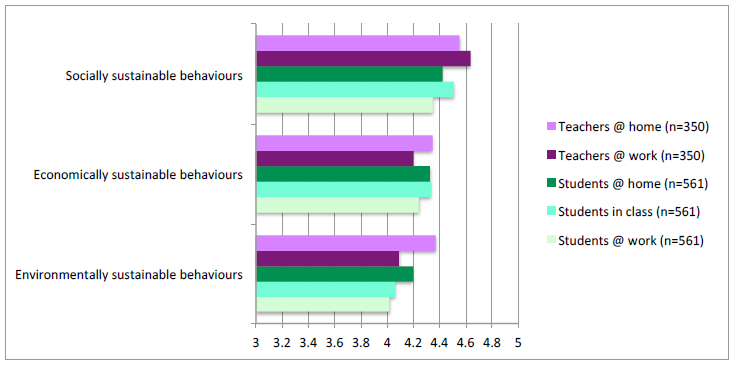 Socially sustainable behaviours
Economically sustainable behaviours
Environmentally sustainable behaviours
3 3.2 3.4 3.6 3.8 4 4.2 4.4 4.6 4.8 5
Teachers @ home (n=350)
Teachers @ work (n=350)
Students @ home (n=561)
Students in class (n=561)
Students @ work (n=561)